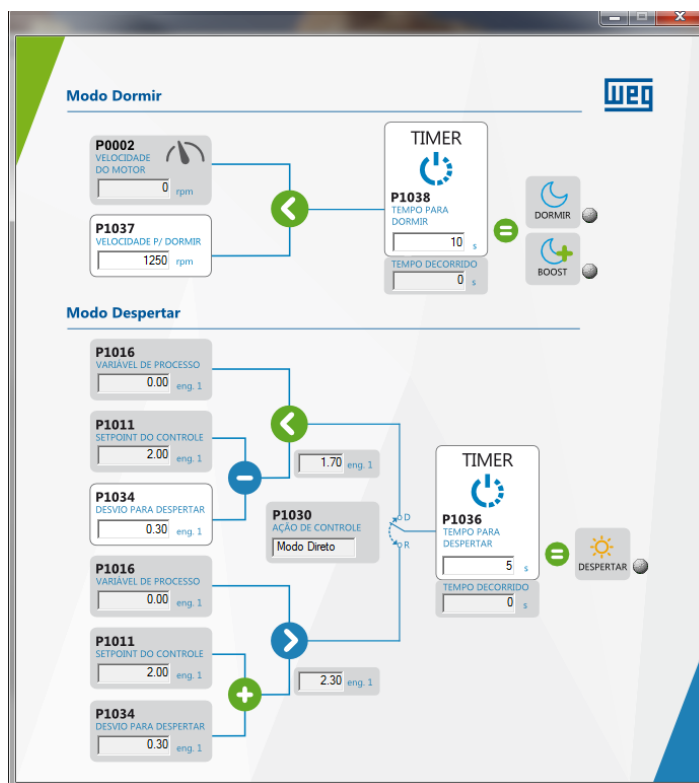 WEG
Modo Dormir
P0002
VELOCIDADE
DO MOTOR
0 rpm
P1037
VELOCIDADE P/ DORMIR
1250 rpm
TIMER
P1038
TEMPO PARA
DORMIR
10 s
TEMPO DECORRIDO
0 s
DORMIR
BOOST
Modo Despertar
P1016
VARIÁVEL DE PROCESSO
0.00 eng. 1
P1011
SETPOINT DO CONTROLE
2.00 eng. 1
P1034
DESVIO PARA DESPERTAR
0.30 eng. 1
1.70 eng. 1
P1030
AÇÃO DE CONTROLE
Modo Direto
D
R
TIMER
P1036
TEMPO PARA
DESPERTAR
5 s
TEMPO DECORRIDO
0 s
DESPERTAR
P1016
VARIÁVEL DE PROCESSO
0.00 eng. 1
P1011
SETPOINT DO CONTROLE
2.00 eng. 1
2.30 eng. 1
P1034
DESVIO PARA DESPERTAR
0.30 eng. 1